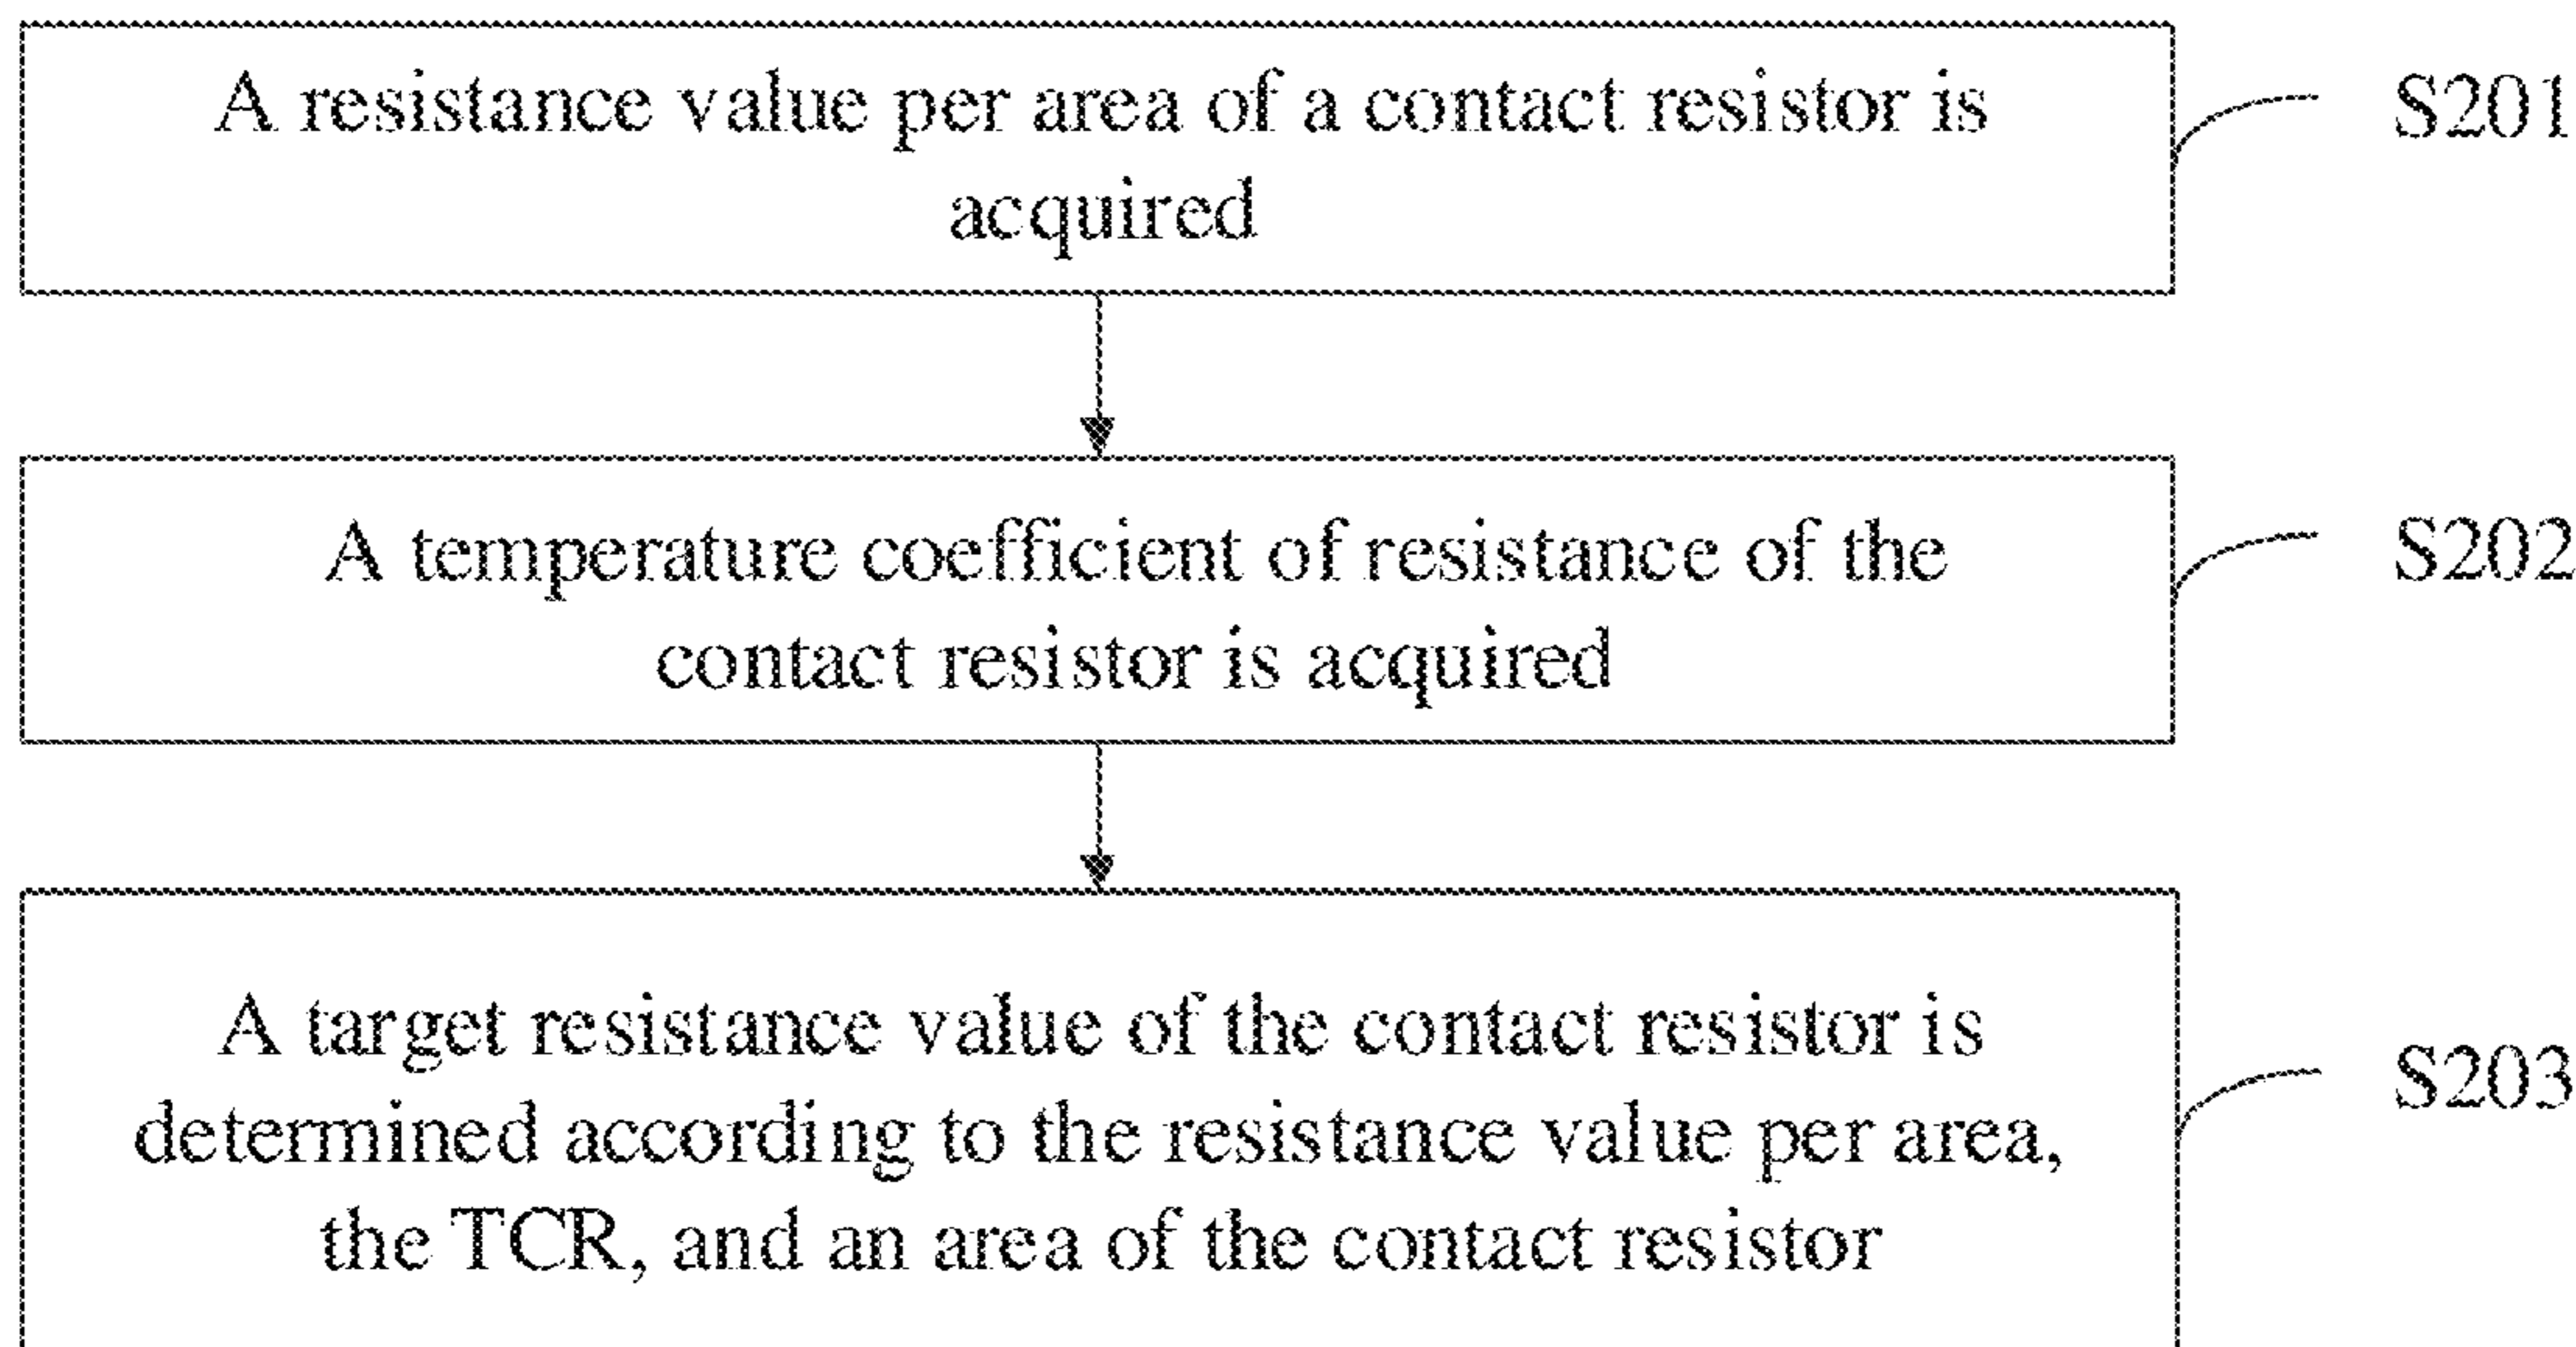 A resistance value per area of a contact resistor is
acquired
S201
A temperature coefficient of resistance of the
contact resistor is acquired
S202
A target resistance value of the contact resistor is
determined according to the resistance value per area,
the TCR, and an area of the contact resistor
S203